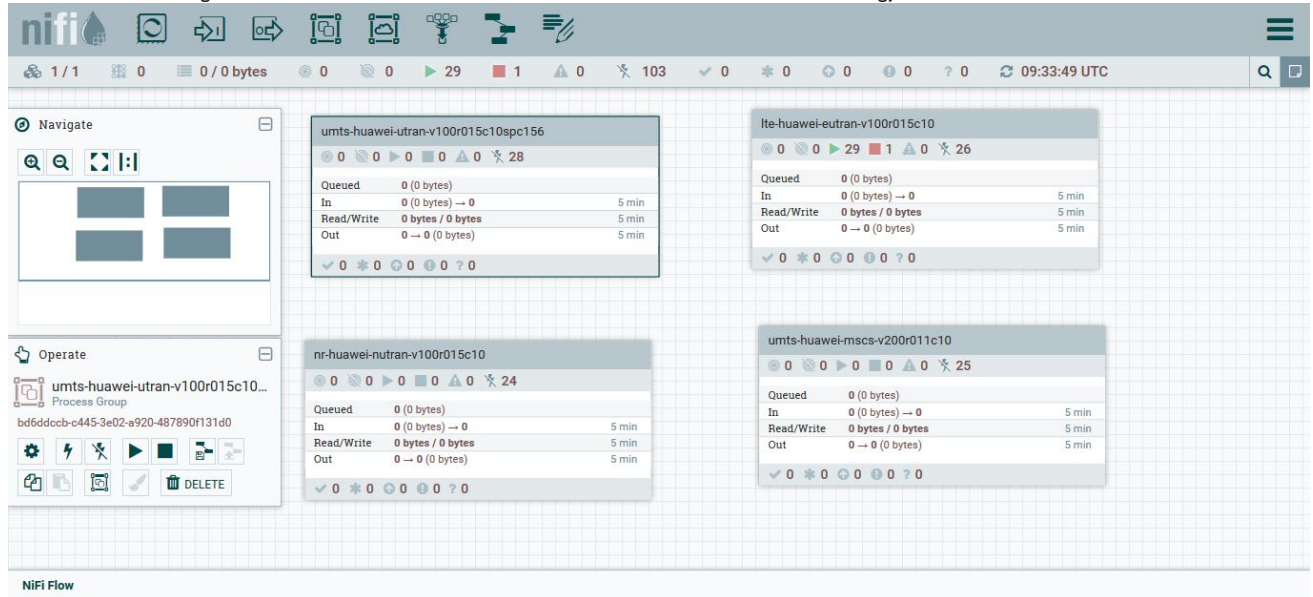 nifi
1 / 1 0 0 / 0 bytes 0 0 29 1 0 103 0 0 0 0 ? 0 09:33:49 UTC
Navigate
Operate
umts-huawei-utran-v100r015c10...
Process Group
bd6ddccb-c445-3e02-a920-487890f131d0
DELETE
umts-huawei-utran-v100r015c10spc156
0 0 0 0 0 28
Queued 0 (0 bytes)
In 0 (0 bytes) → 0 5 min
Read/Write 0 bytes / 0 bytes 5 min
Out 0 → 0 (0 bytes) 5 min
0 0 0 0 ? 0
lte-huawei-eutran-v100r015c10
0 0 29 1 0 26
Queued 0 (0 bytes)
In 0 (0 bytes) → 0 5 min
Read/Write 0 bytes / 0 bytes 5 min
Out 0 → 0 (0 bytes) 5 min
0 0 0 0 ? 0
nr-huawei-nutran-v100r015c10
0 0 0 0 0 24
Queued 0 (0 bytes)
In 0 (0 bytes) → 0 5 min
Read/Write 0 bytes / 0 bytes 5 min
Out 0 → 0 (0 bytes) 5 min
0 0 0 0 ? 0
umts-huawei-mscs-v200r011c10
0 0 0 0 0 25
Queued 0 (0 bytes)
In 0 (0 bytes) → 0 5 min
Read/Write 0 bytes / 0 bytes 5 min
Out 0 → 0 (0 bytes) 5 min
0 0 0 0 ? 0
NiFi Flow